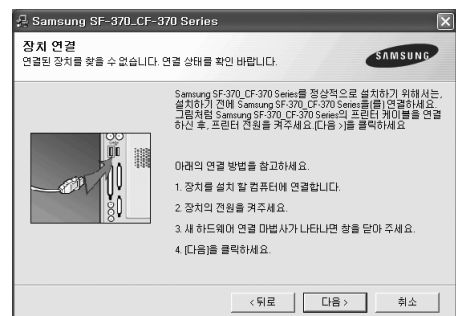 Samsung SF-370_CF-370 Series
장치 연결
연결된 장치를 찾을 수 없습니다. 연결 상태를 확인 바랍니다.
SAMSUNG
Samsung SF-370_CF-370 Series를 정상적으로 설치하기 위해서는,
설치하기 전에 Samsung SF-370_CF-370 Series을(를) 연결하세요.
그림처럼 Samsung SF-370_CF-370 Series의 프린터 케이블을 연결
하신 후, 프린터 전원을 켜주세요.[다음 >]를 클릭하세요
아래의 연결 방법을 참고하세요.
1. 장치를 설치 할 컴퓨터에 연결합니다.
2. 장치의 전원을 켜주세요.
3. 새 하드웨어 연결 마법사가 나타나면 창을 닫아 주세요.
4. [다음]을 클릭하세요.
< 뒤로
다음 >
취소